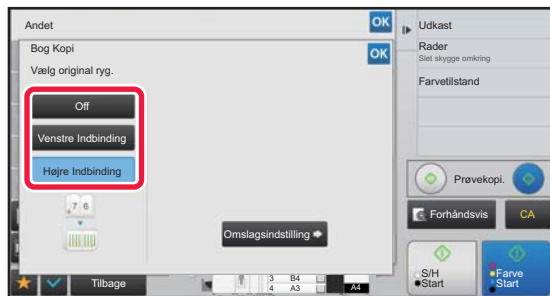 Andet
OK
Bog Kopi
OK
Vælg original ryg.
Off
Venstre Indbinding
Højre Indbinding
7 6
Omslagsindstilling
Tilbage
3 B4
4 A3
A4
Udkast
Rader
Slet skygge omkring
Farvetilstand
Prøvekopi.
Forhåndsvis
CA
S/H
Start
Farve
Start